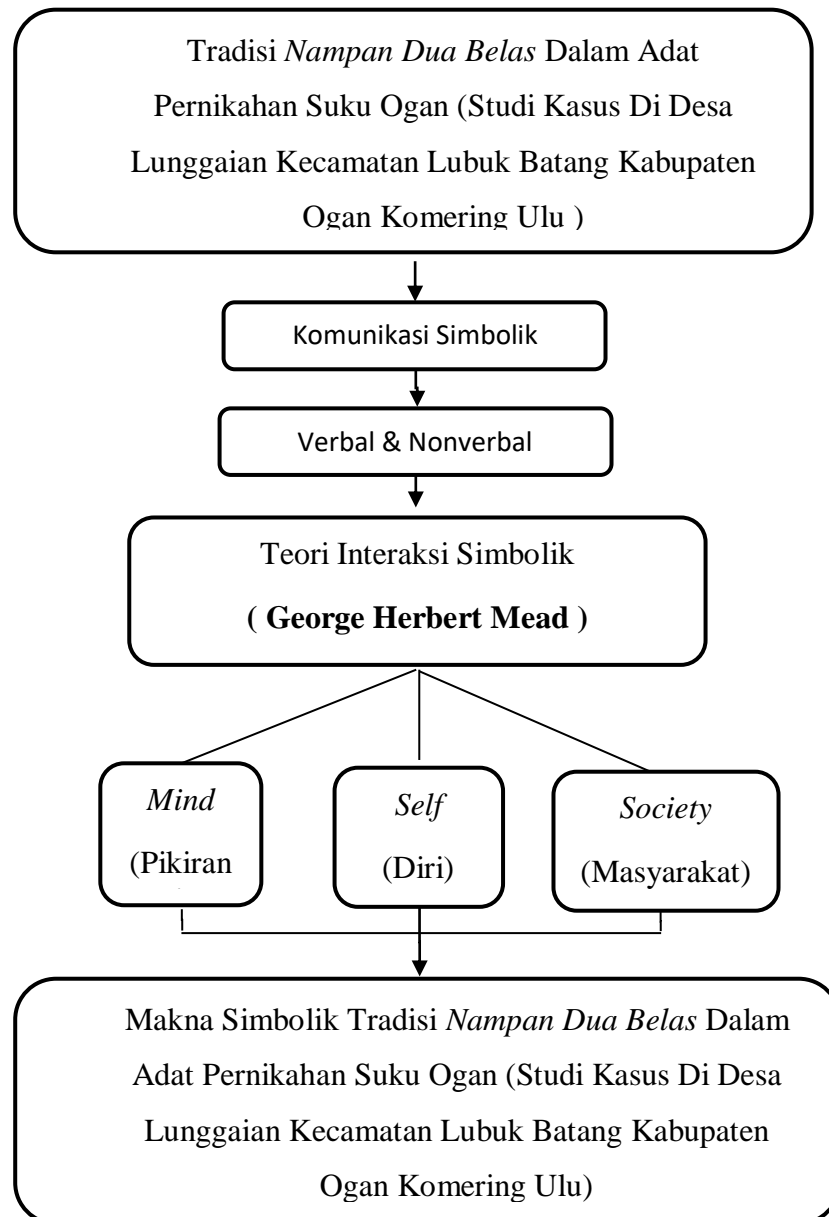 Tradisi Nampan Dua Belas Dalam Adat
Pernikahan Suku Ogan (Studi Kasus Di Desa
Lunggaian Kecamatan Lubuk Batang Kabupaten
Ogan Komering Ulu )
Komunikasi Simbolik
Verbal & Nonverbal
Teori Interaksi Simbolik
( George Herbert Mead )
Mind
(Pikiran
Self
(Diri)
Society
(Masyarakat)
Makna Simbolik Tradisi Nampan Dua Belas Dalam
Adat Pernikahan Suku Ogan (Studi Kasus Di Desa
Lunggaian Kecamatan Lubuk Batang Kabupaten
Ogan Komering Ulu)